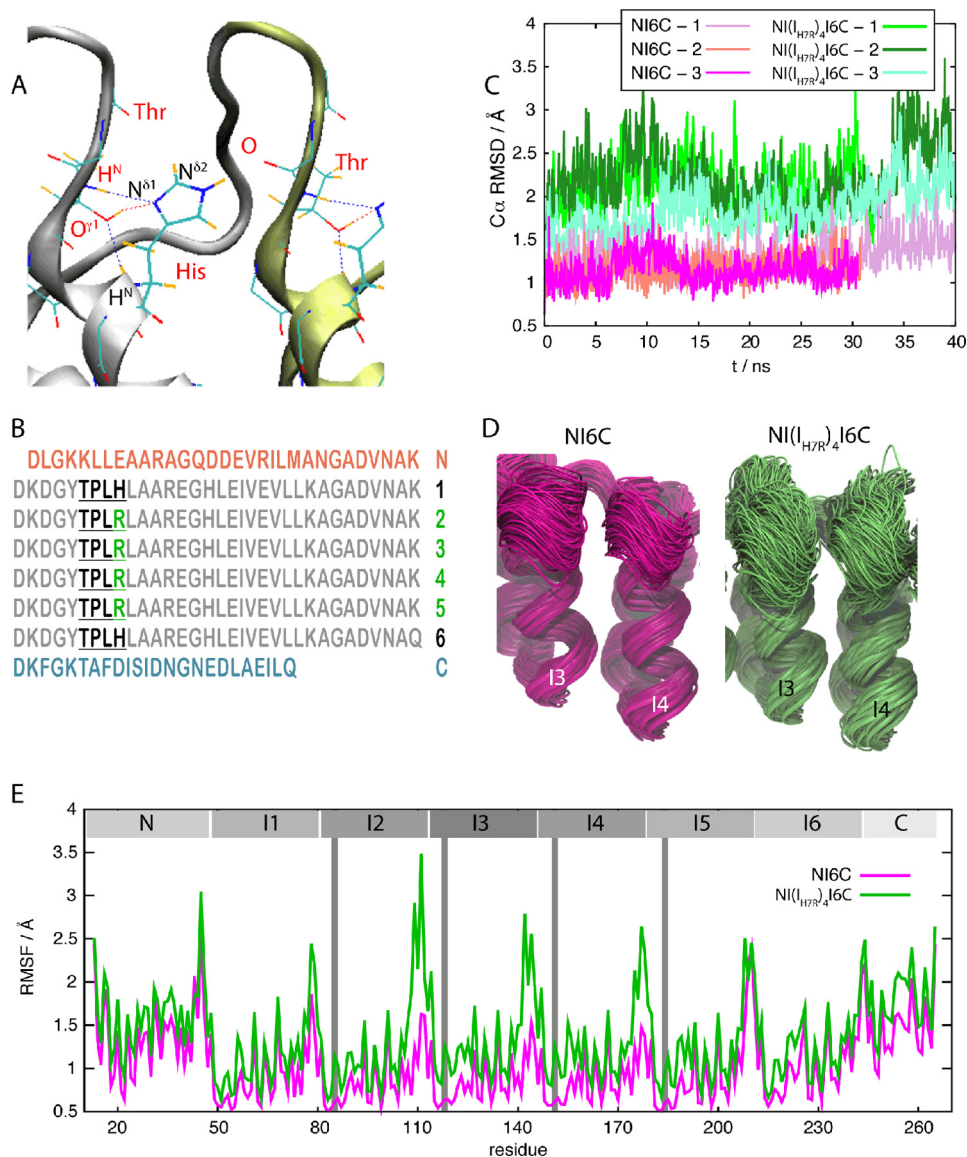 A
Thr
H^N
N^δ1
N^δ2
O
Thr
O^γ1
His
H^N
C
NI6C – 1
NI6C – 2
NI6C – 3
NI(I_H7R)_4I6C – 1
NI(I_H7R)_4I6C – 2
NI(I_H7R)_4I6C – 3
Cα RMSD / Å
4
3.5
3
2.5
2
1.5
1
0.5
0 5 10 15 20 25 30 35 40
t / ns
B
DLGKKLLEAARAGQDDEVRILMANGADVNAK N
DKDGYTPLHLAAREGHLEIVEVLLKAGADVNAK 1
DKDGYTPLRLAAREGHLEIVEVLLKAGADVNAK 2
DKDGYTPLRLAAREGHLEIVEVLLKAGADVNAK 3
DKDGYTPLRLAAREGHLEIVEVLLKAGADVNAK 4
DKDGYTPLRLAAREGHLEIVEVLLKAGADVNAK 5
DKDGYTPLHLAAREGHLEIVEVLLKAGADVNAQ 6
DKFGKTAFDISIDNGNEDLAEILQ C
D
NI6C
NI(I_H7R)_4I6C
I3
I4
I3
I4
E
N I1 I2 I3 I4 I5 I6 C
NI6C
NI(I_H7R)_4I6C
RMSF / Å
4
3.5
3
2.5
2
1.5
1
0.5
20 50 80 110 140 170 200 230 260
residue